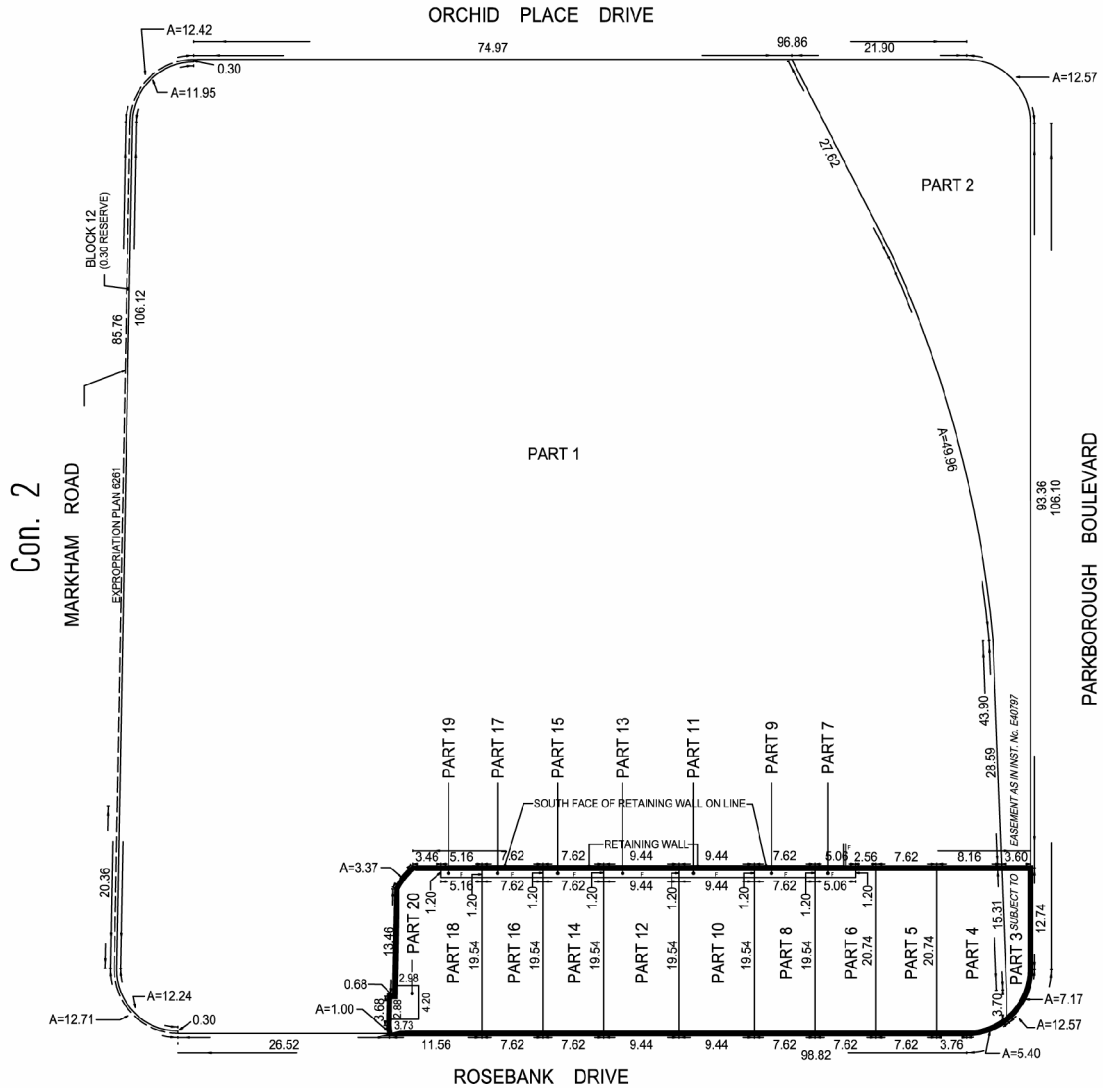 ORCHID PLACE DRIVE
A=12.42
74.97
96.86
21.90
0.30
A=12.57
A=11.95
27.62
PART 2
BLOCK 12
(0.30 RESERVE)
106.12
85.76
MARKHAM ROAD
Con. 2
EXPROPRIATION PLAN 6261
PART 1
A=49.96
93.36
106.10
PARKBOROUGH BOULEVARD
43.90
28.59
EASEMENT AS IN INST. No. E40797
SUBJECT TO
PART 19
PART 17
PART 15
PART 13
PART 11
PART 9
PART 7
SOUTH FACE OF RETAINING WALL ON LINE
RETAINING WALL
F
3.46 5.16 7.62 7.62 9.44 9.44 7.62 5.06 2.56 7.62 8.16 3.60
A=3.37
F F F F F F F
5.16 7.62 7.62 9.44 9.44 7.62 5.06
1.20 1.20 1.20 1.20 1.20 1.20 1.20 1.20
20.36
13.46
PART 20
PART 18
19.54
PART 16
19.54
PART 14
19.54
PART 12
19.54
PART 10
19.54
PART 8
19.54
PART 6
20.74
PART 5
20.74
PART 4
15.31
PART 3
12.74
2.98
0.68
4.20
3.68
2.88
3.73
A=1.00
3.70
A=7.17
A=12.57
A=5.40
A=12.24
A=12.71
0.30
26.52
11.56 7.62 7.62 9.44 9.44 7.62 7.62 7.62 3.76
98.82
ROSEBANK DRIVE